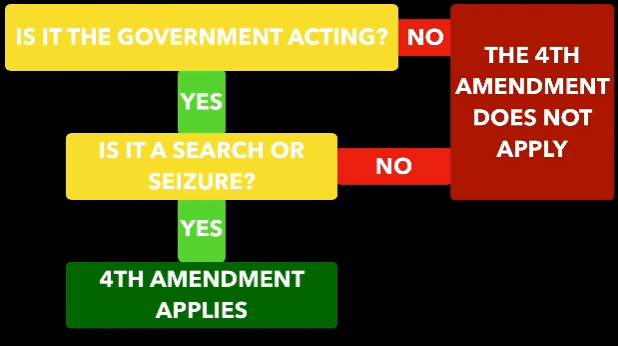 IS IT THE GOVERNMENT ACTING?
NO
THE 4TH
AMENDMENT
DOES NOT
APPLY
YES
IS IT A SEARCH OR
SEIZURE?
NO
YES
4TH AMENDMENT
APPLIES